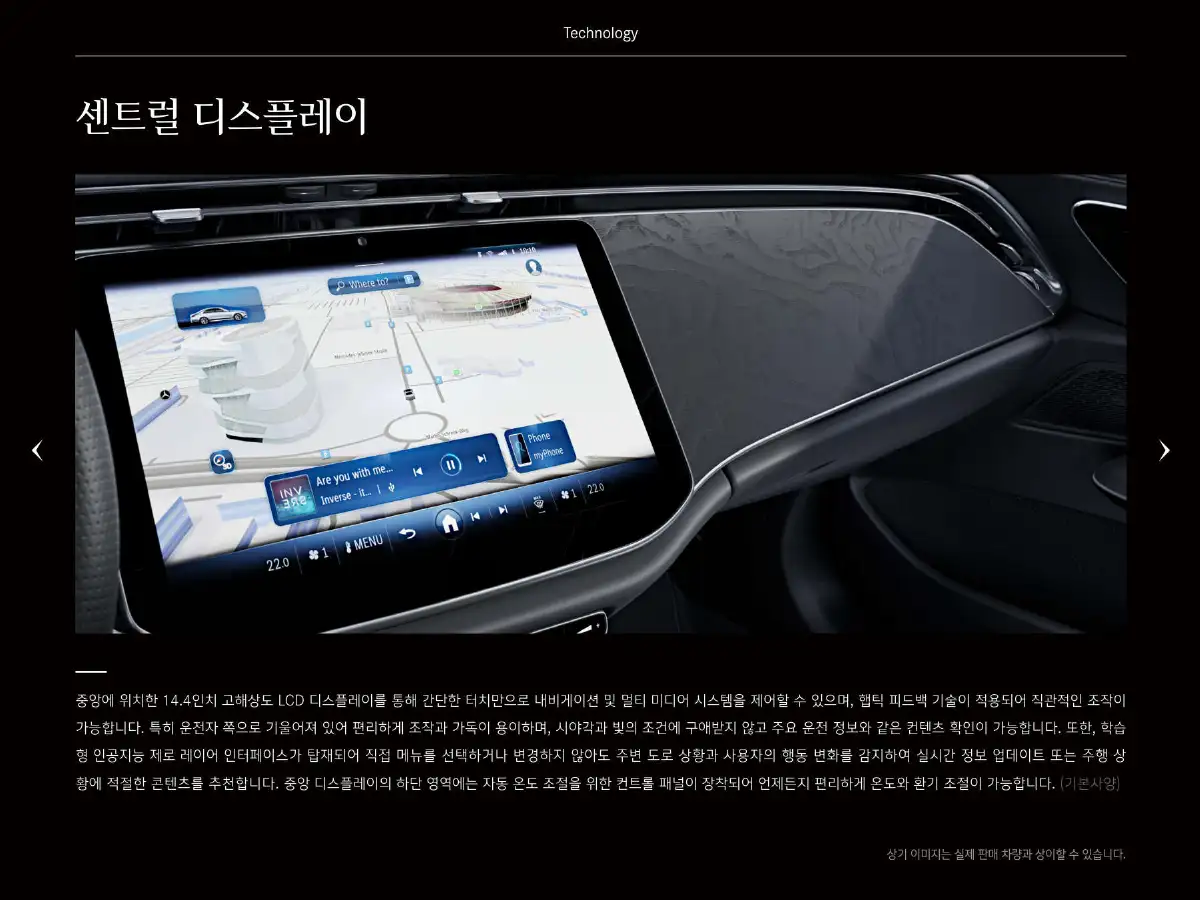 Technology
센트럴 디스플레이
10:10
Where to?
Mercedes-Jellinek-Straße
3D
Phone
myPhone
Are you with me...
Inverse - it...
INV
ERS
22.0
1
MENU
1
22.0
중앙에 위치한 14.4인치 고해상도 LCD 디스플레이를 통해 간단한 터치만으로 내비게이션 및 멀티 미디어 시스템을 제어할 수 있으며, 햅틱 피드백 기술이 적용되어 직관적인 조작이
가능합니다. 특히 운전자 쪽으로 기울어져 있어 편리하게 조작과 가독이 용이하며, 시야각과 빛의 조건에 구애받지 않고 주요 운전 정보와 같은 컨텐츠 확인이 가능합니다. 또한, 학습
형 인공지능 제로 레이어 인터페이스가 탑재되어 직접 메뉴를 선택하거나 변경하지 않아도 주변 도로 상황과 사용자의 행동 변화를 감지하여 실시간 정보 업데이트 또는 주행 상
황에 적절한 콘텐츠를 추천합니다. 중앙 디스플레이의 하단 영역에는 자동 온도 조절을 위한 컨트롤 패널이 장착되어 언제든지 편리하게 온도와 환기 조절이 가능합니다. (기본사양)
상기 이미지는 실제 판매 차량과 상이할 수 있습니다.